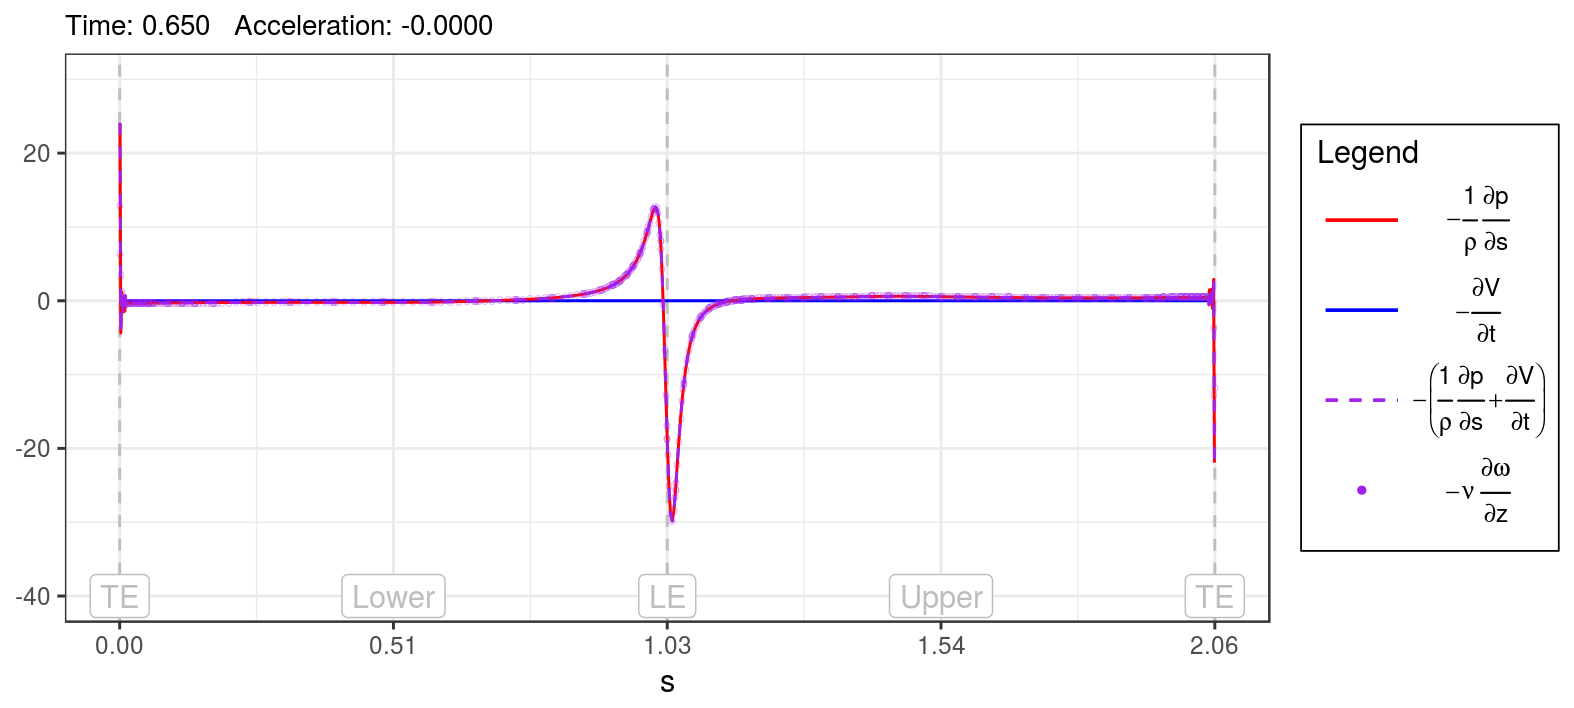 Time: 0.650   Acceleration: -0.0000
20
0
-20
-40
TE Lower LE Upper TE
0.00 0.51 1.03 1.54 2.06
s
Legend
−1/ρ ∂p/∂s
−∂V/∂t
−(1/ρ ∂p/∂s + ∂V/∂t)
−ν ∂ω/∂z